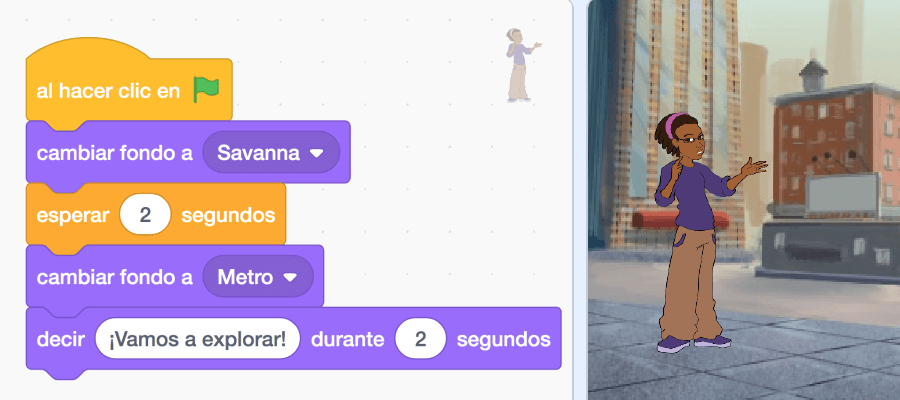 al hacer clic en
cambiar fondo a Savanna
esperar 2 segundos
cambiar fondo a Metro
decir ¡Vamos a explorar! durante 2 segundos